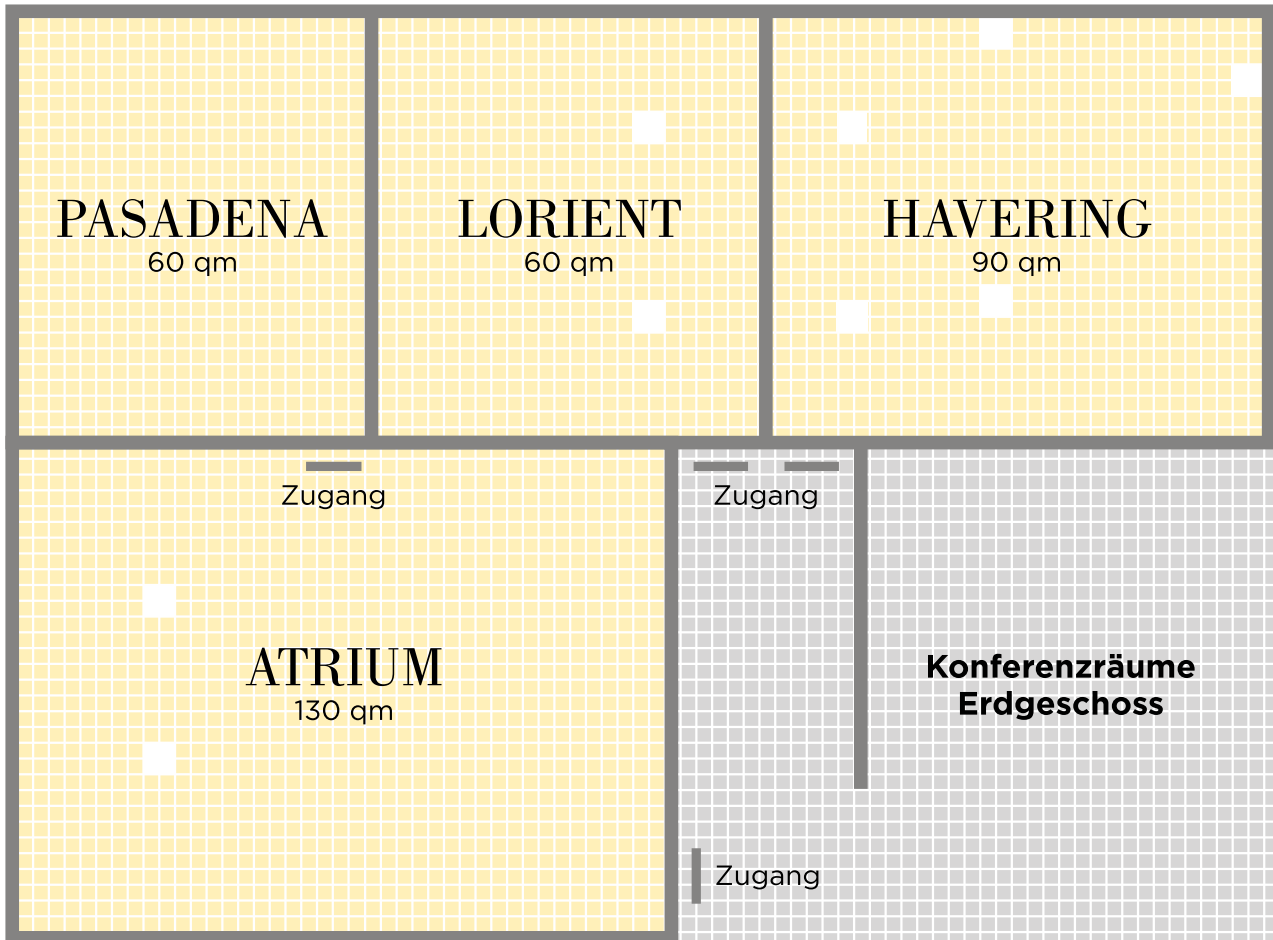 PASADENA
60 qm
LORIENT
60 qm
HAVERING
90 qm
Zugang
Zugang
ATRIUM
130 qm
Konferenzräume
Erdgeschoss
Zugang